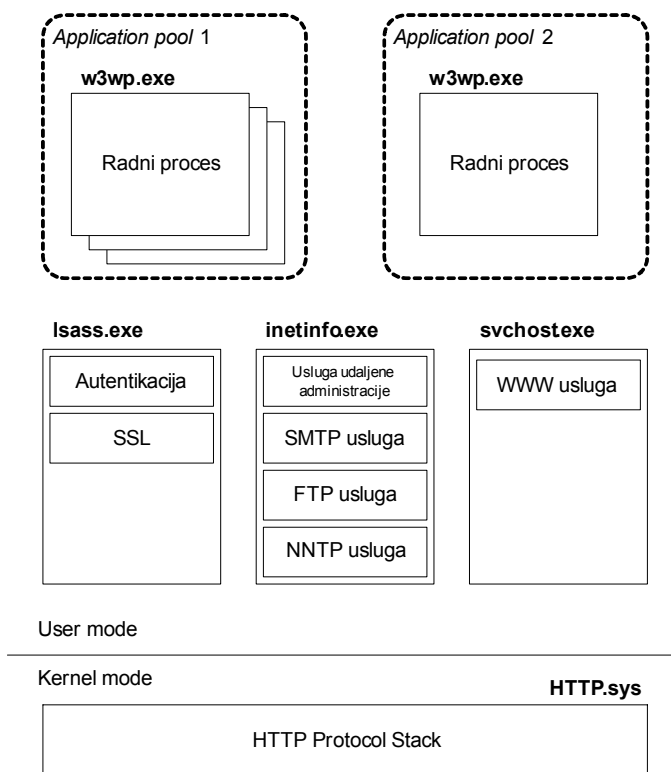 Application pool 1
Application pool 2
w3wp.exe
w3wp.exe
Radni proces
Radni proces
lsass.exe
inetinfo.exe
svchost.exe
Autentikacija
SSL
Usluga udaljene
administracije
SMTP usluga
FTP usluga
NNTP usluga
WWW usluga
User mode
Kernel mode
HTTP.sys
HTTP Protocol Stack